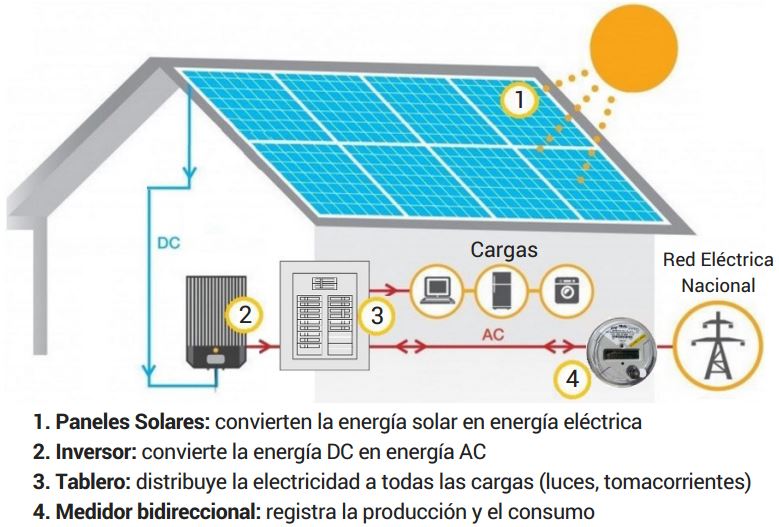 1
DC
Cargas
Red Eléctrica
Nacional
2
3
AC
4
1. Paneles Solares: convierten la energía solar en energía eléctrica
2. Inversor: convierte la energía DC en energía AC
3. Tablero: distribuye la electricidad a todas las cargas (luces, tomacorrientes)
4. Medidor bidireccional: registra la producción y el consumo